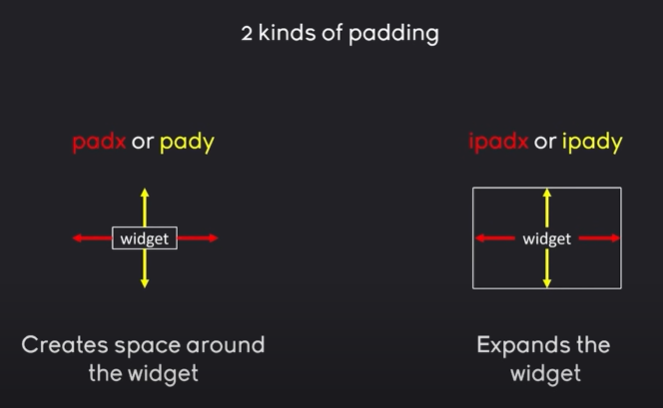 2 kinds of padding
padx or pady
widget
Creates space around
the widget
ipadx or ipady
widget
Expands the
widget